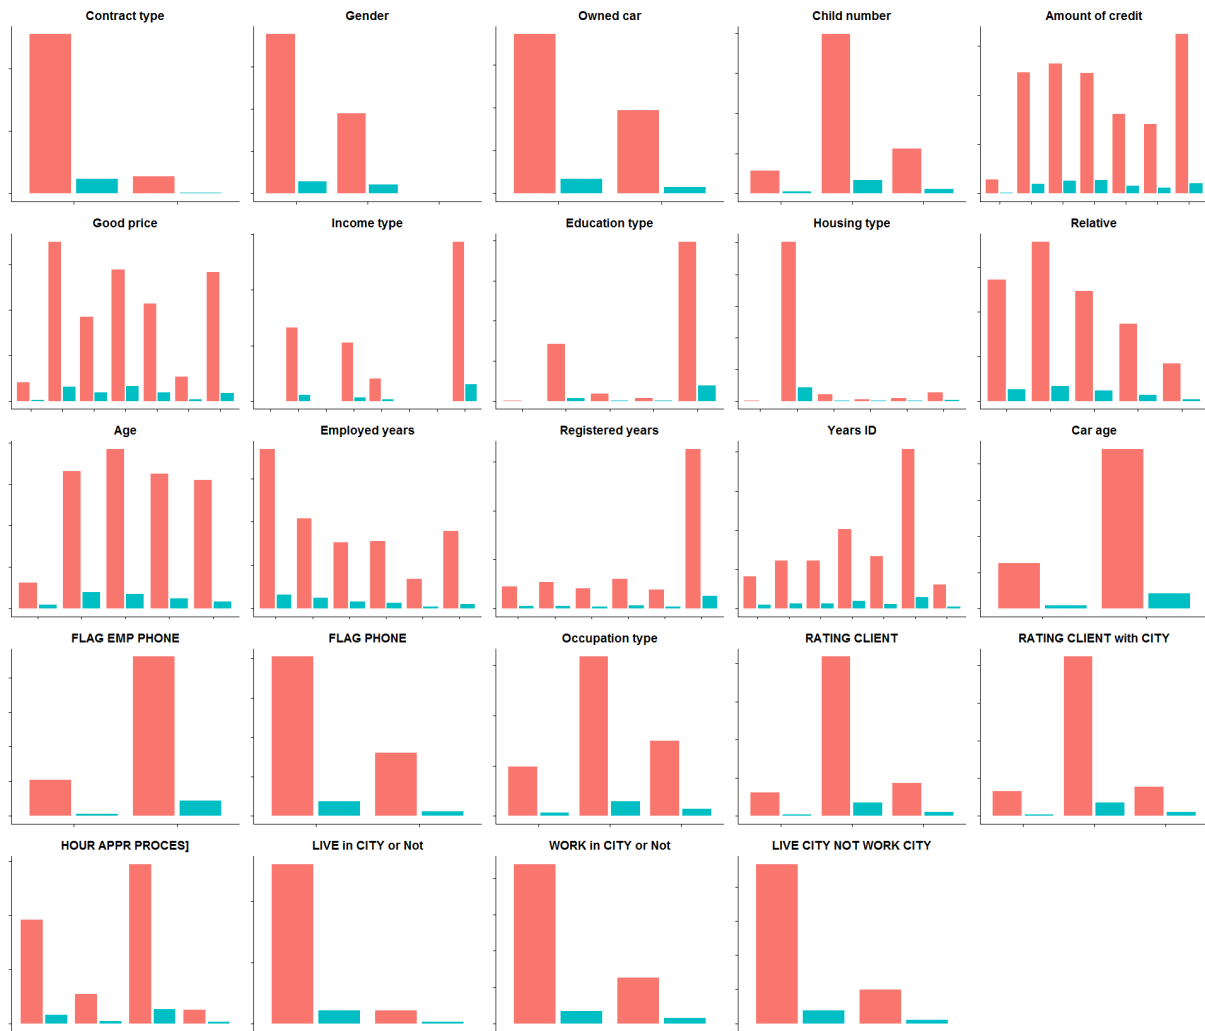 Contract type
Gender
Owned car
Child number
Amount of credit
Good price
Income type
Education type
Housing type
Relative
Age
Employed years
Registered years
Years ID
Car age
FLAG EMP PHONE
FLAG PHONE
Occupation type
RATING CLIENT
RATING CLIENT with CITY
HOUR APPR PROCES]
LIVE in CITY or Not
WORK in CITY or Not
LIVE CITY NOT WORK CITY